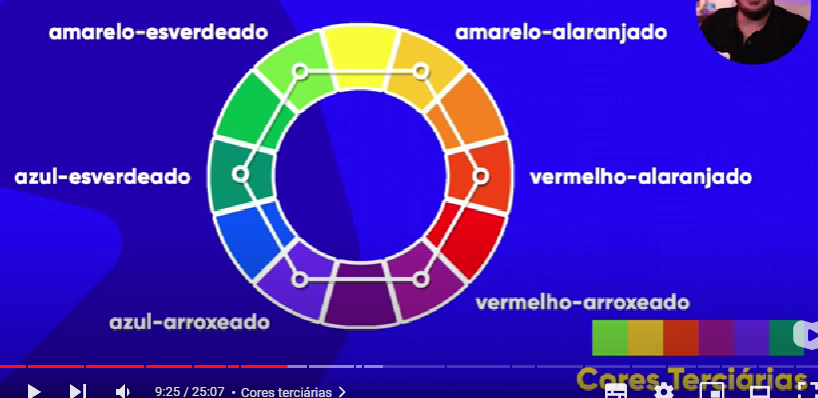 amarelo-esverdeado
amarelo-alaranjado
azul-esverdeado
vermelho-alaranjado
azul-arroxeado
vermelho-arroxeado
Cores Terciárias
9:25 / 25:07 • Cores terciárias